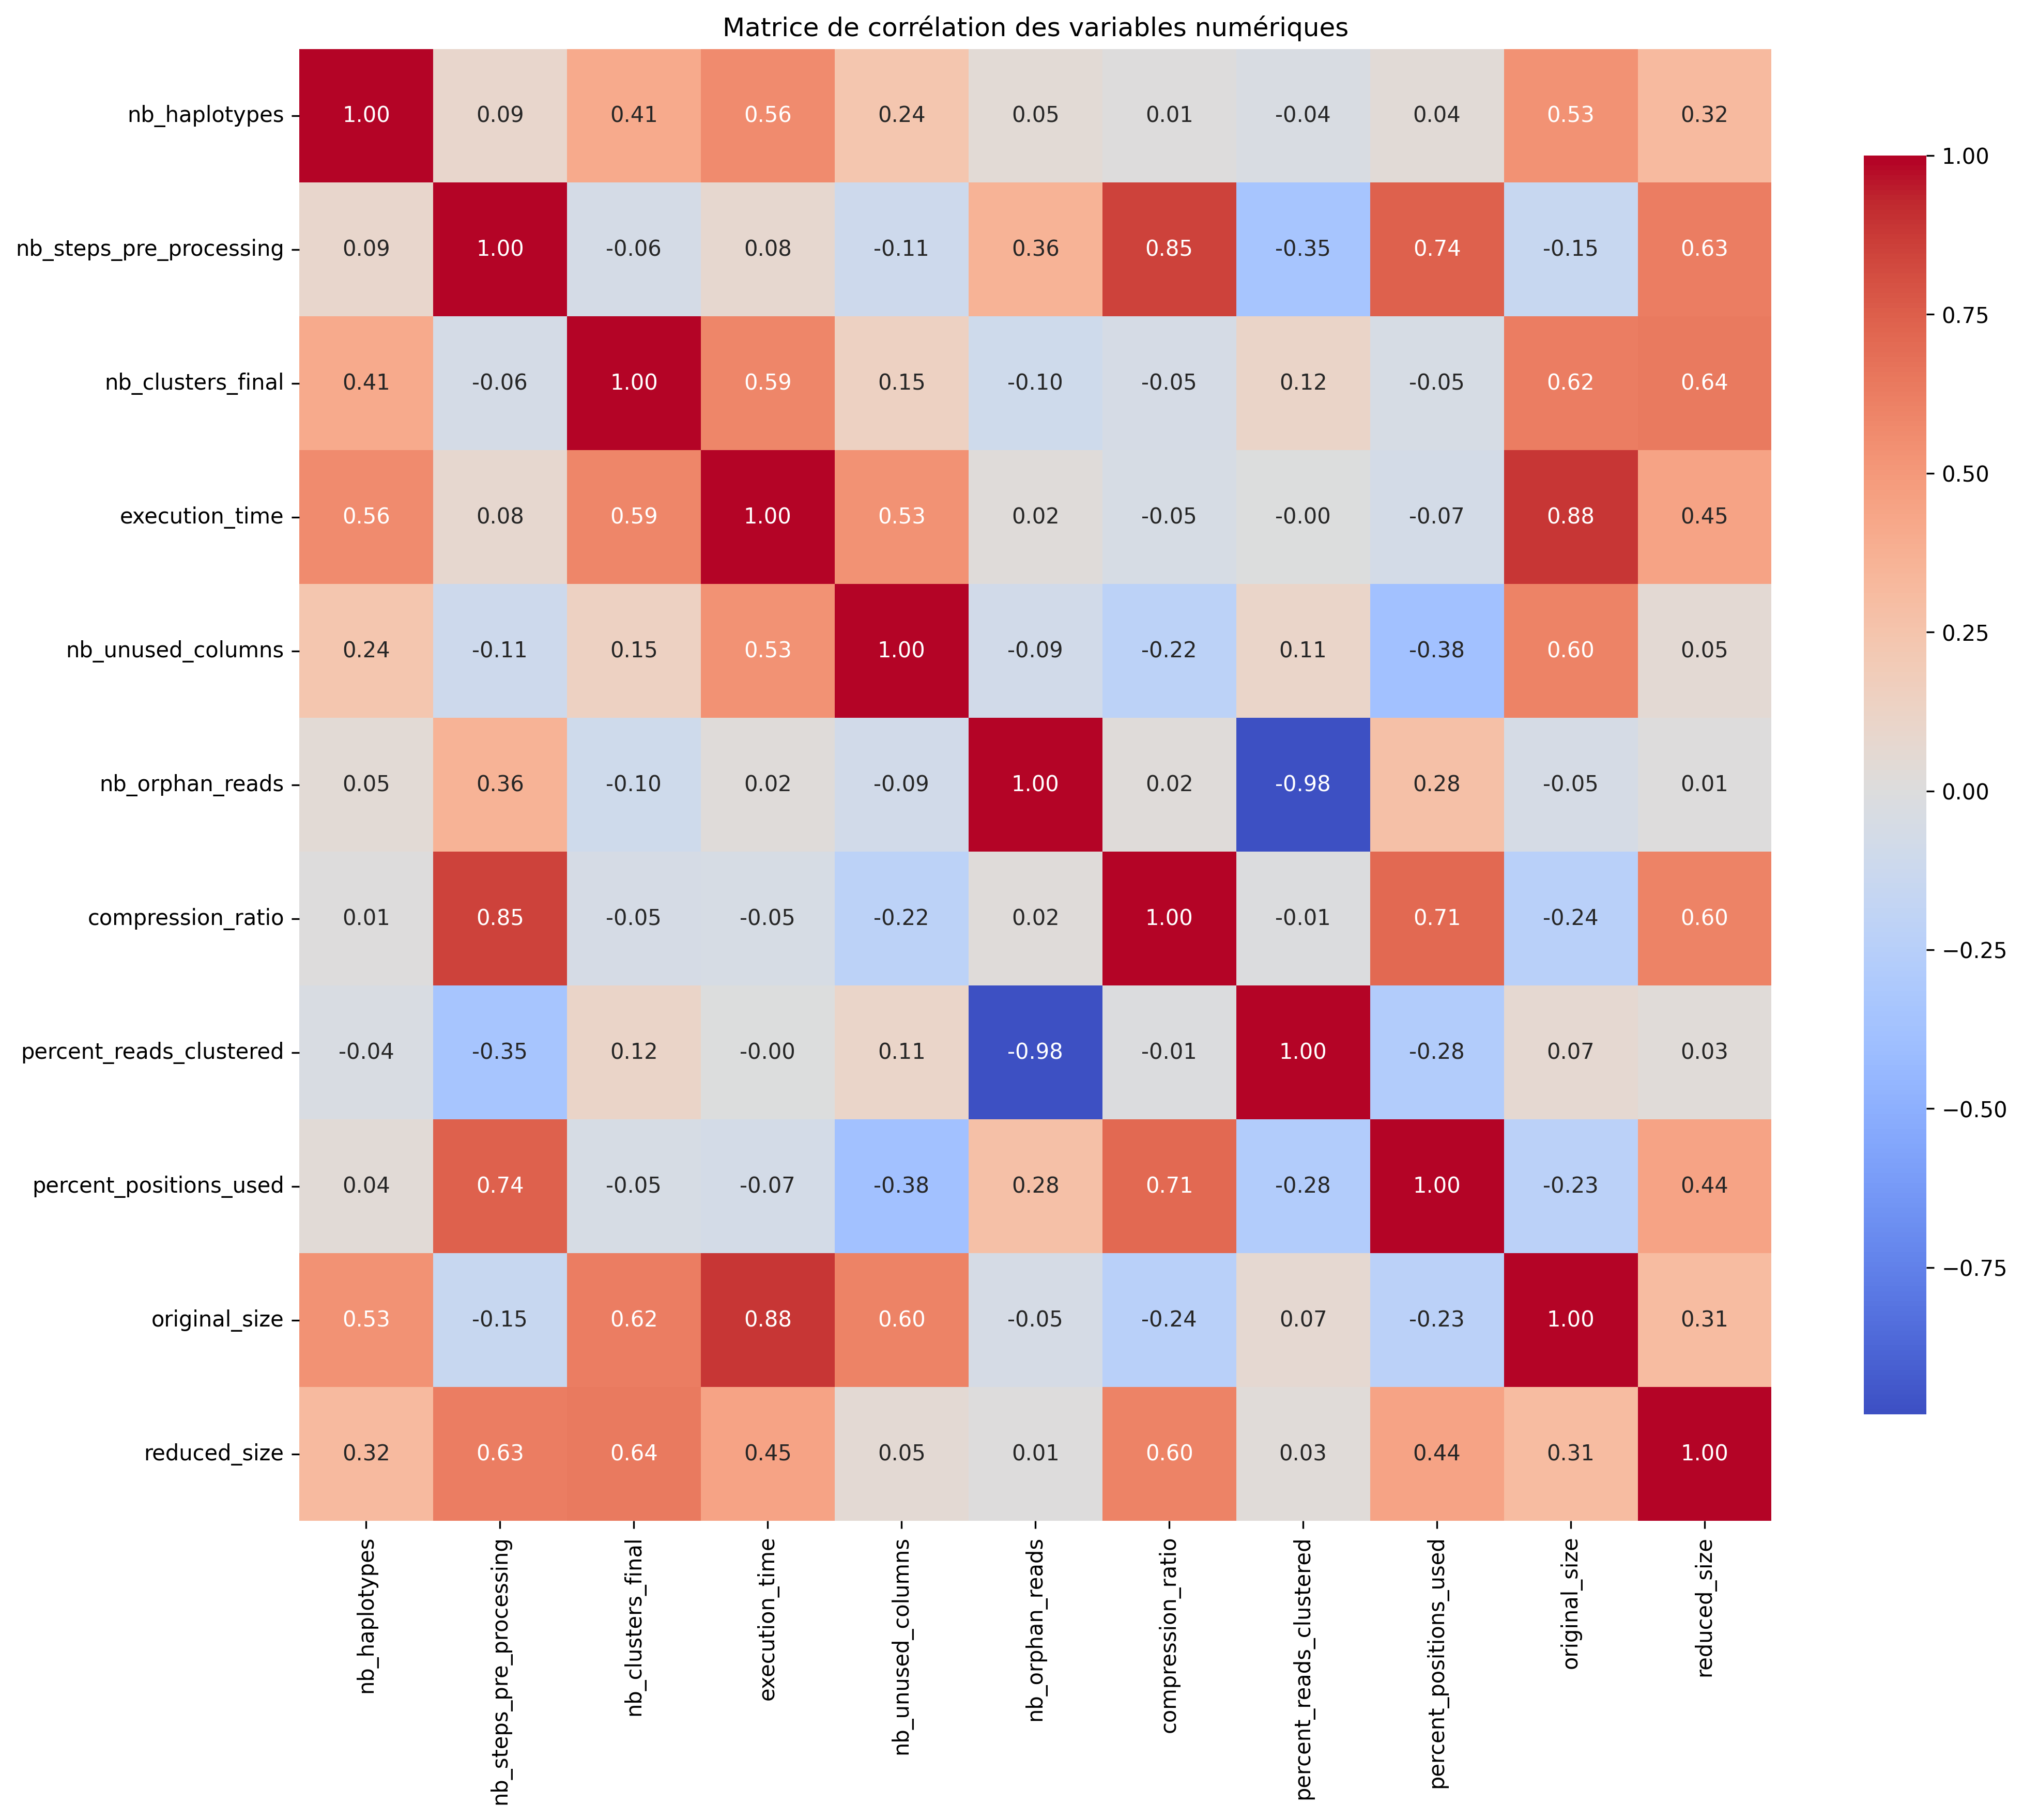 Matrice de corrélation des variables numériques
nb_haplotypes 1.00 0.09 0.41 0.56 0.24 0.05 0.01 -0.04 0.04 0.53 0.32
nb_steps_pre_processing 0.09 1.00 -0.06 0.08 -0.11 0.36 0.85 -0.35 0.74 -0.15 0.63
nb_clusters_final 0.41 -0.06 1.00 0.59 0.15 -0.10 -0.05 0.12 -0.05 0.62 0.64
execution_time 0.56 0.08 0.59 1.00 0.53 0.02 -0.05 -0.00 -0.07 0.88 0.45
nb_unused_columns 0.24 -0.11 0.15 0.53 1.00 -0.09 -0.22 0.11 -0.38 0.60 0.05
nb_orphan_reads 0.05 0.36 -0.10 0.02 -0.09 1.00 0.02 -0.98 0.28 -0.05 0.01
compression_ratio 0.01 0.85 -0.05 -0.05 -0.22 0.02 1.00 -0.01 0.71 -0.24 0.60
percent_reads_clustered -0.04 -0.35 0.12 -0.00 0.11 -0.98 -0.01 1.00 -0.28 0.07 0.03
percent_positions_used 0.04 0.74 -0.05 -0.07 -0.38 0.28 0.71 -0.28 1.00 -0.23 0.44
original_size 0.53 -0.15 0.62 0.88 0.60 -0.05 -0.24 0.07 -0.23 1.00 0.31
reduced_size 0.32 0.63 0.64 0.45 0.05 0.01 0.60 0.03 0.44 0.31 1.00
nb_haplotypes
nb_steps_pre_processing
nb_clusters_final
execution_time
nb_unused_columns
nb_orphan_reads
compression_ratio
percent_reads_clustered
percent_positions_used
original_size
reduced_size
1.00
0.75
0.50
0.25
0.00
−0.25
−0.50
−0.75